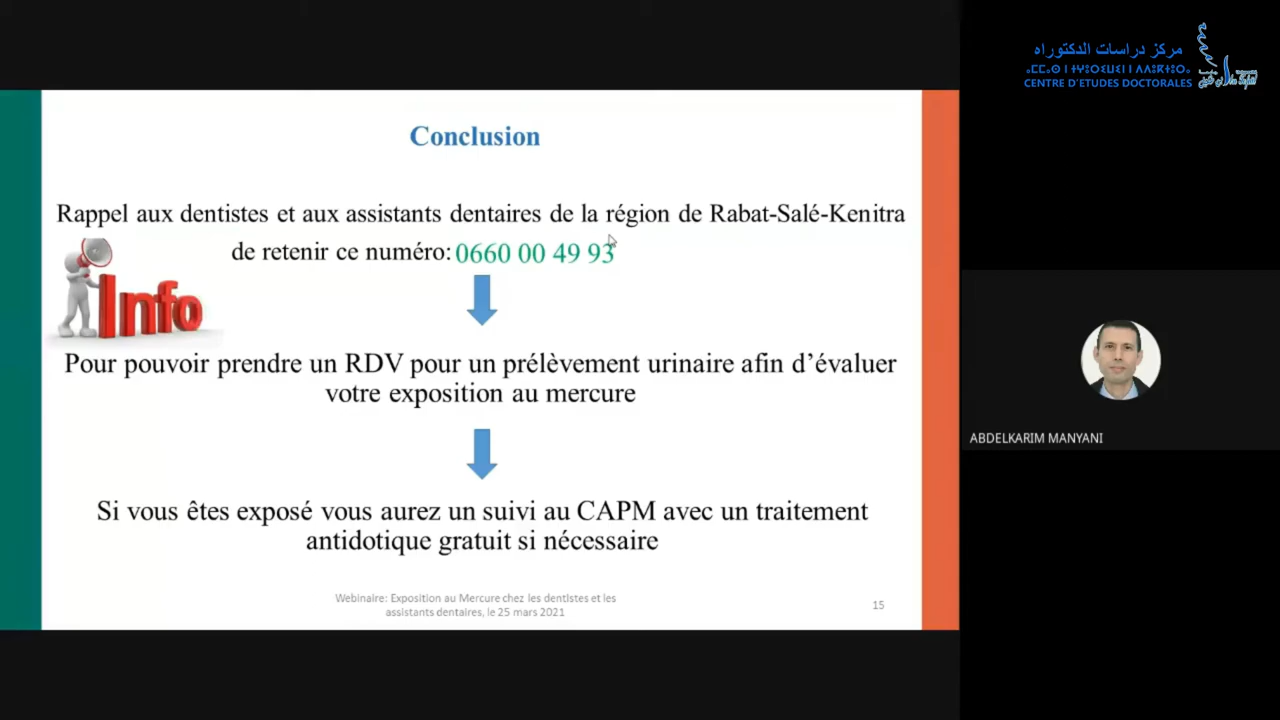 مركز دراسات الدكتوراه
CENTRE D'ETUDES DOCTORALES
Conclusion
Rappel aux dentistes et aux assistants dentaires de la région de Rabat-Salé-Kenitra
de retenir ce numéro: 0660 00 49 93
Info
Pour pouvoir prendre un RDV pour un prélèvement urinaire afin d’évaluer
votre exposition au mercure
Si vous êtes exposé vous aurez un suivi au CAPM avec un traitement
antidotique gratuit si nécessaire
Webinaire: Exposition au Mercure chez les dentistes et les
assistants dentaires, le 25 mars 2021
15
ABDELKARIM MANYANI